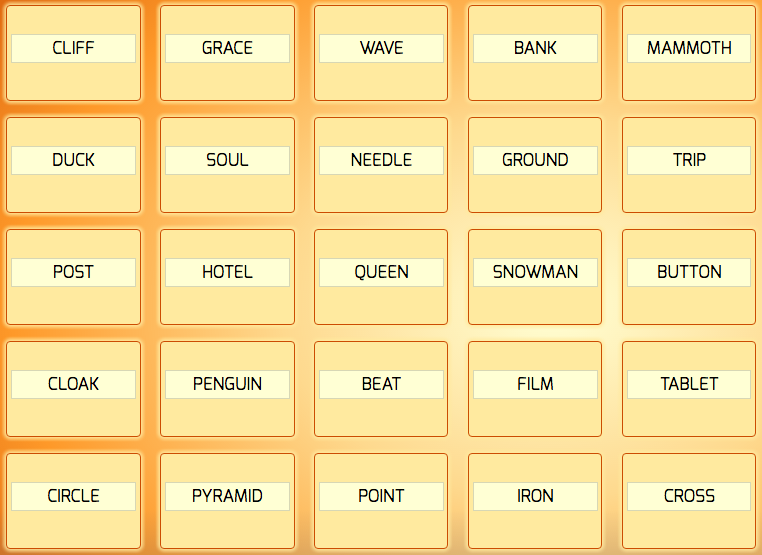 CLIFF GRACE WAVE BANK MAMMOTH
DUCK SOUL NEEDLE GROUND TRIP
POST HOTEL QUEEN SNOWMAN BUTTON
CLOAK PENGUIN BEAT FILM TABLET
CIRCLE PYRAMID POINT IRON CROSS